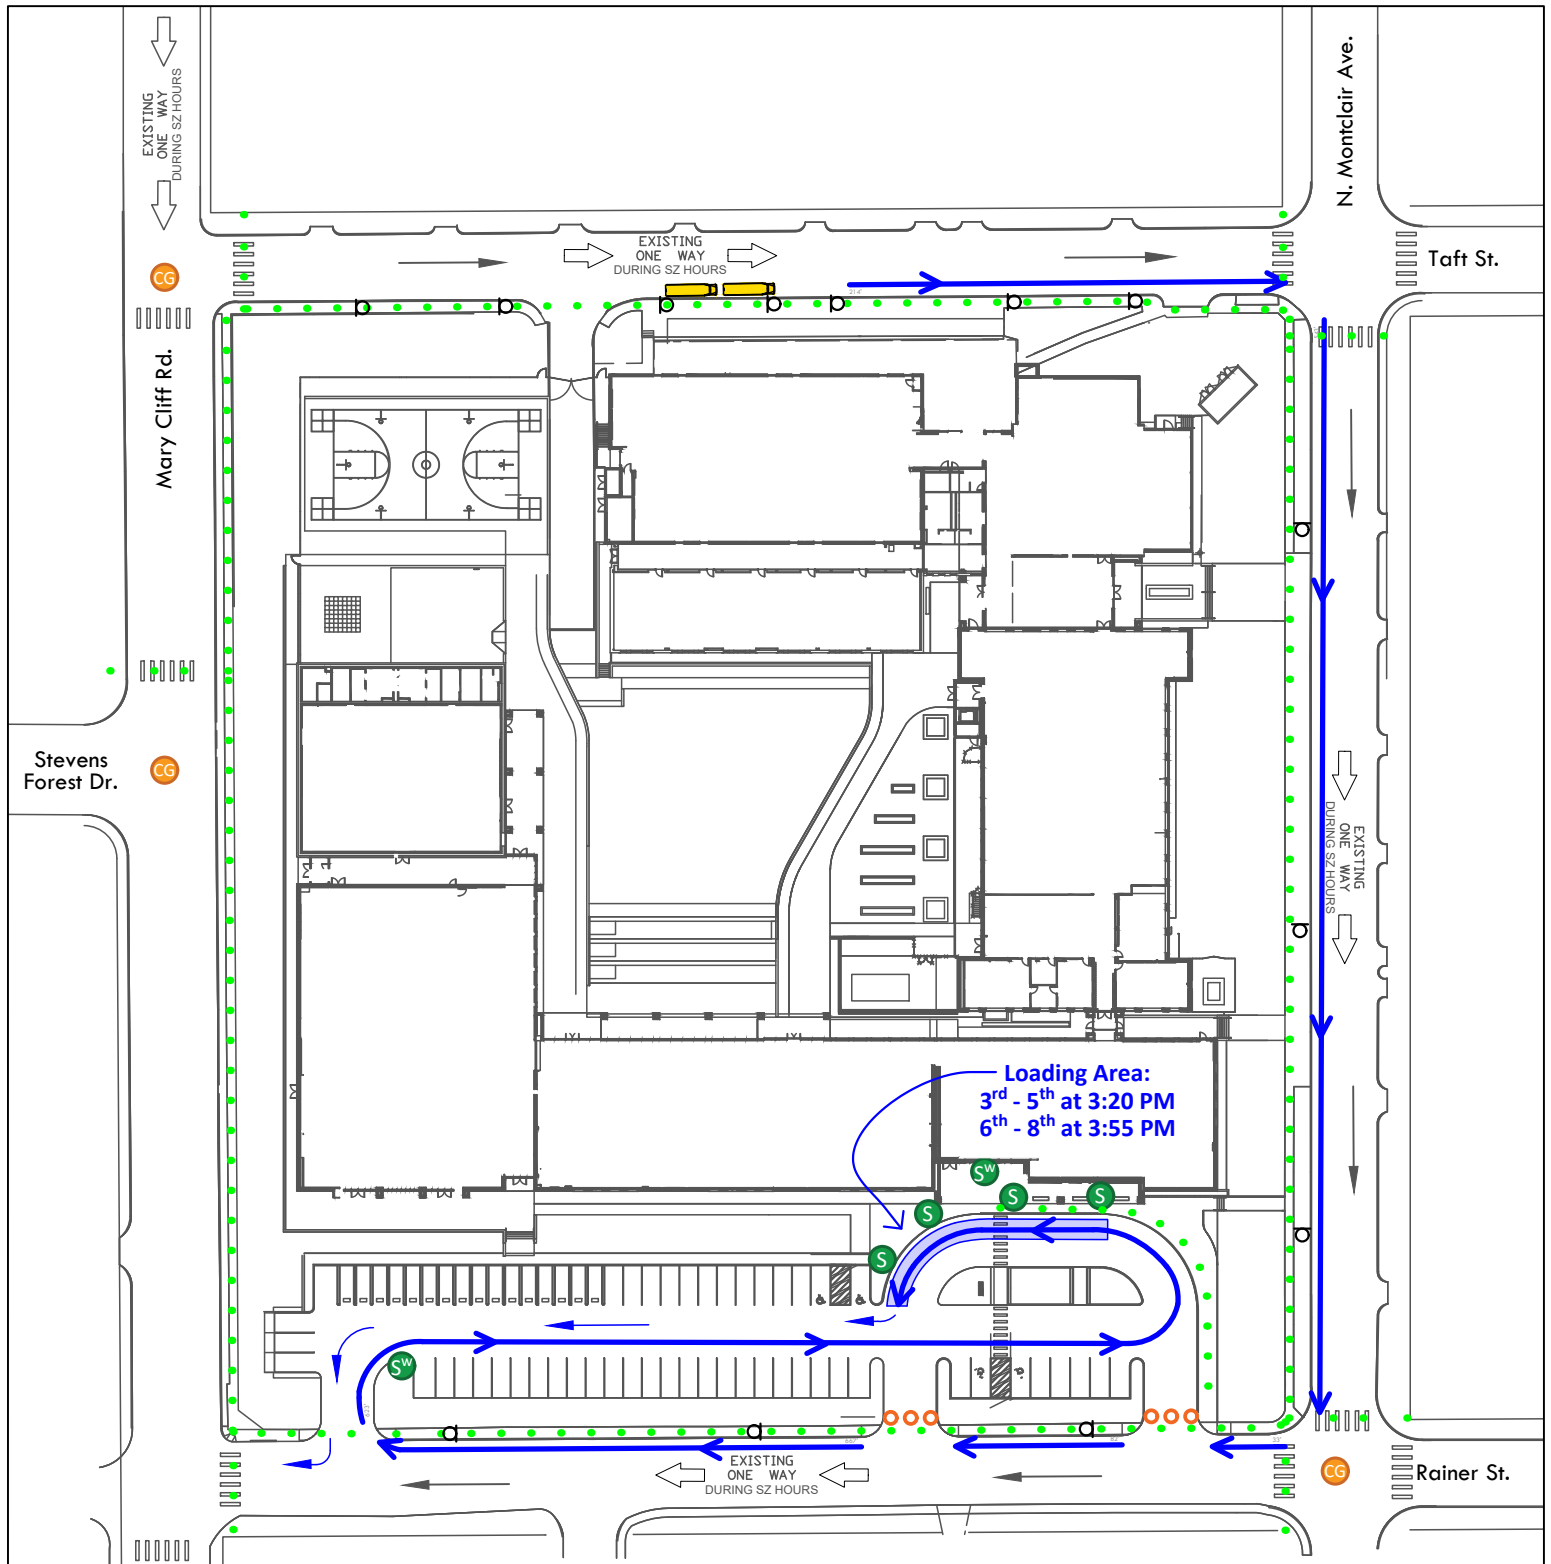 EXISTING
ONE WAY
DURING SZ HOURS
N. Montclair Ave.
EXISTING
ONE WAY
DURING SZ HOURS
Taft St.
CG
Mary Cliff Rd.
Stevens
Forest Dr.
CG
EXISTING
ONE WAY
DURING SZ HOURS
Loading Area:
3rd - 5th at 3:20 PM
6th - 8th at 3:55 PM
SW
S
S
S
S
SW
EXISTING
ONE WAY
DURING SZ HOURS
CG
Rainer St.